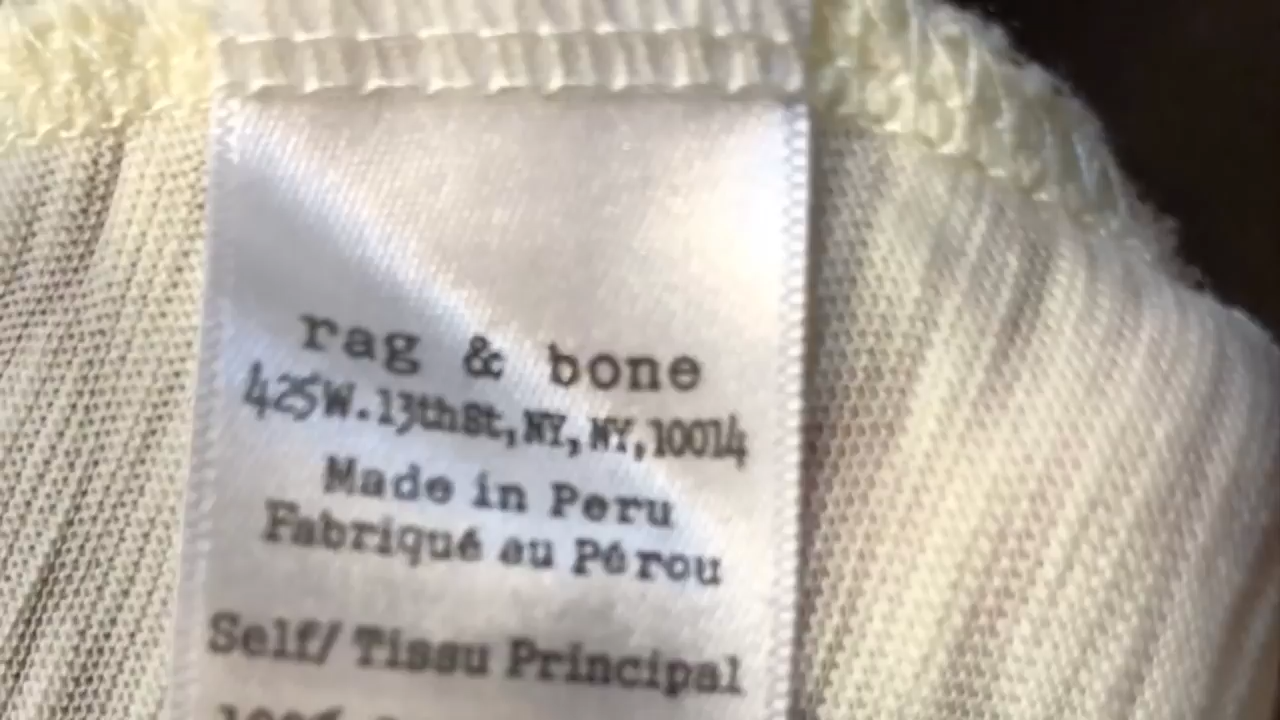 rag & bone
425W.13thSt,NY,NY,10014
Made in Peru
Fabriqué au Pérou
Self/Tissu Principal